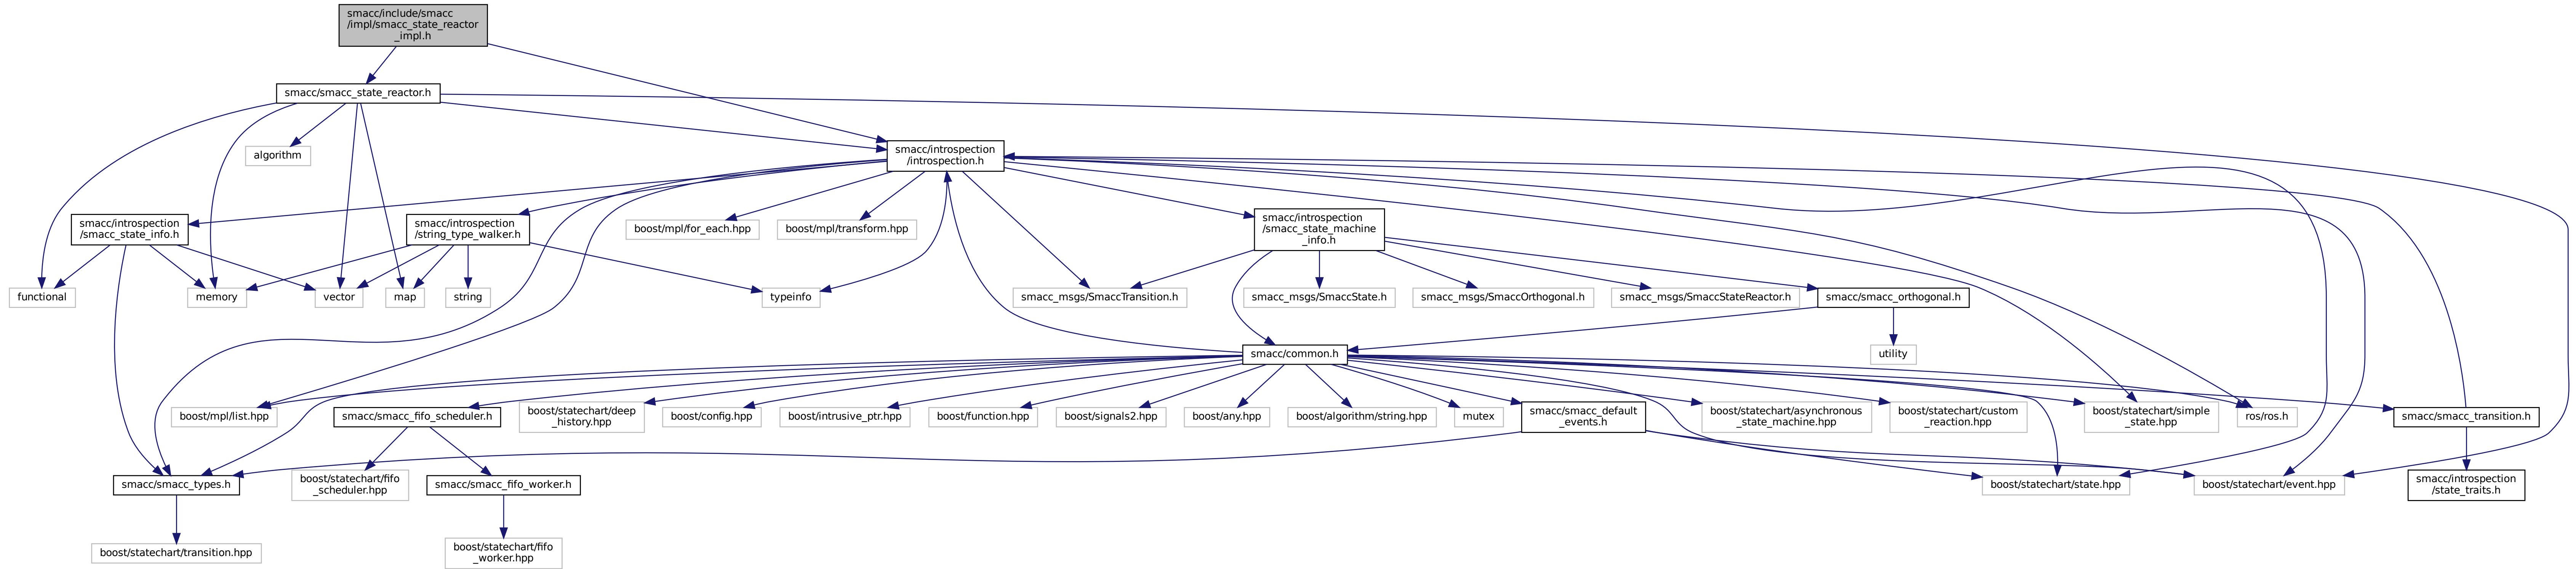 smacc/include/smacc
/impl/smacc_state_reactor
_impl.h
smacc/smacc_state_reactor.h
algorithm
smacc/introspection
/introspection.h
smacc/introspection
/smacc_state_info.h
smacc/introspection
/string_type_walker.h
boost/mpl/for_each.hpp
boost/mpl/transform.hpp
smacc/introspection
/smacc_state_machine
_info.h
functional
memory
vector
map
string
typeinfo
smacc_msgs/SmaccTransition.h
smacc_msgs/SmaccState.h
smacc_msgs/SmaccOrthogonal.h
smacc_msgs/SmaccStateReactor.h
smacc/smacc_orthogonal.h
smacc/common.h
utility
boost/mpl/list.hpp
smacc/smacc_fifo_scheduler.h
boost/statechart/deep
_history.hpp
boost/config.hpp
boost/intrusive_ptr.hpp
boost/function.hpp
boost/signals2.hpp
boost/any.hpp
boost/algorithm/string.hpp
mutex
smacc/smacc_default
_events.h
boost/statechart/asynchronous
_state_machine.hpp
boost/statechart/custom
_reaction.hpp
boost/statechart/simple
_state.hpp
ros/ros.h
smacc/smacc_transition.h
smacc/smacc_types.h
boost/statechart/fifo
_scheduler.hpp
smacc/smacc_fifo_worker.h
boost/statechart/state.hpp
boost/statechart/event.hpp
smacc/introspection
/state_traits.h
boost/statechart/transition.hpp
boost/statechart/fifo
_worker.hpp